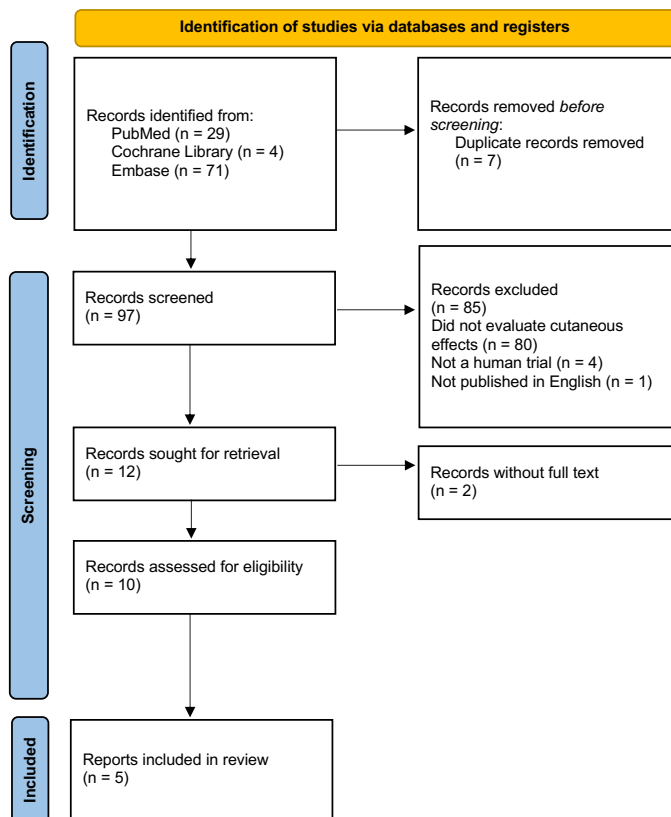 Identification of studies via databases and registers
Identification
Records identified from:
PubMed (n = 29)
Cochrane Library (n = 4)
Embase (n = 71)
Records removed before
screening:
Duplicate records removed
(n = 7)
Screening
Records screened
(n = 97)
Records excluded
(n = 85)
Did not evaluate cutaneous
effects (n = 80)
Not a human trial (n = 4)
Not published in English (n = 1)
Records sought for retrieval
(n = 12)
Records without full text
(n = 2)
Records assessed for eligibility
(n = 10)
Included
Reports included in review
(n = 5)